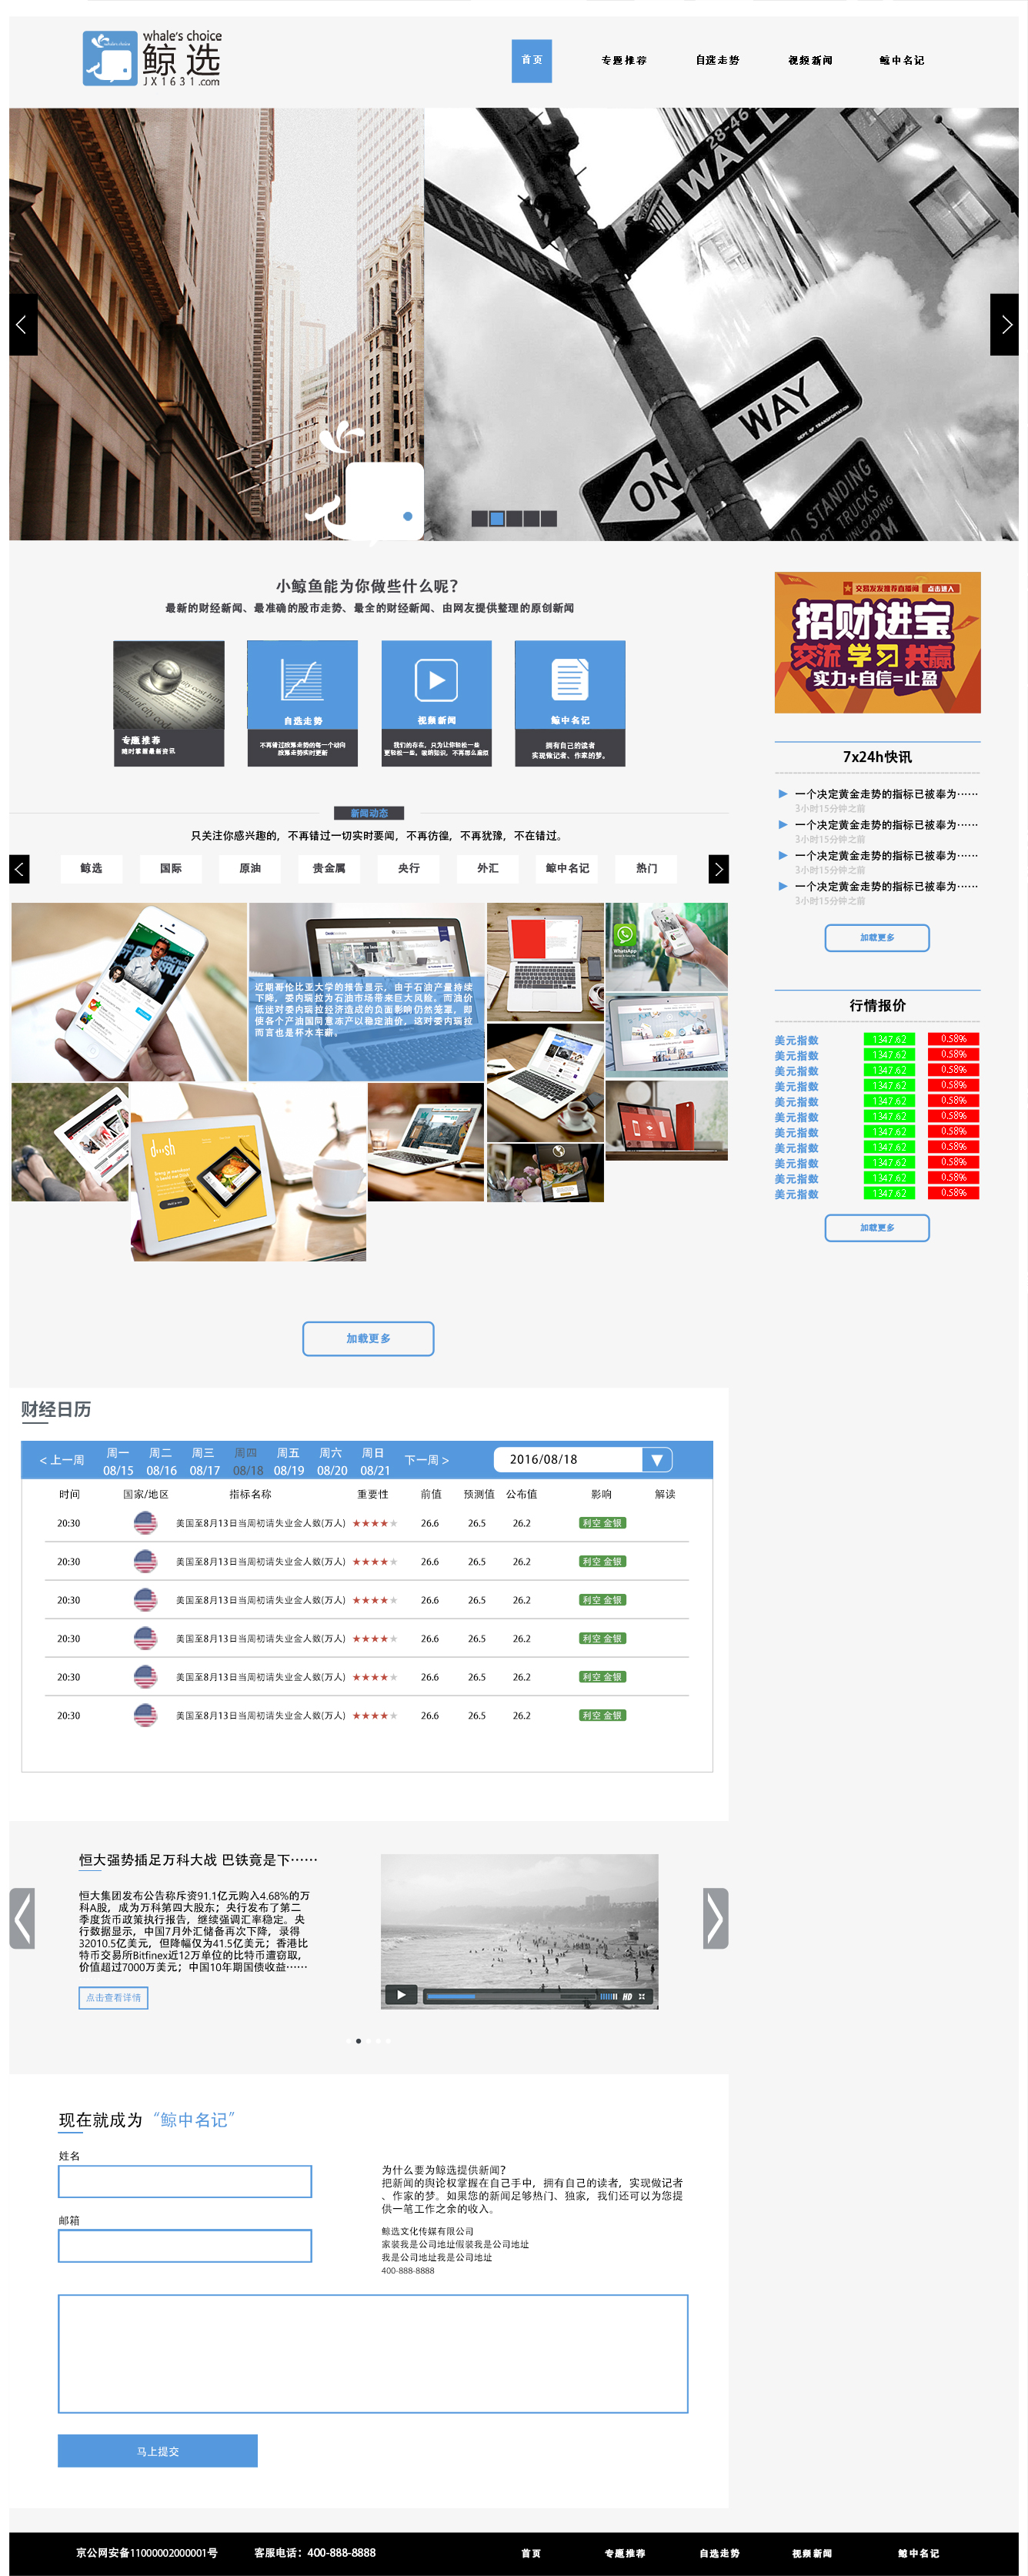 whale's choice
鲸选
JX1631.com
首页
专题推荐
自选走势
视频新闻
鲸中名记
28-46
WALL
ILLIAM ST
ONE WAY
DEPT OF TRANSPORTATION
NO STANDING
TRUCKS
UNLOADING
小鲸鱼能为你做些什么呢?
最新的财经新闻、最准确的股市走势、最全的财经新闻、由网友提供整理的原创新闻
专题推荐
随时掌握最新资讯
自选走势
不再错过股票走势的每一个动向
股票走势实时更新
视频新闻
我们的存在，只为让你轻松一些
鲸中名记
拥有自己的读者
实现做记者、作家的梦。
点击进入
招财进宝
交流 学习 共赢
实力+自信=止盈
7x24h快讯
一个决定黄金走势的指标已被奉为……
3小时15分钟之前
一个决定黄金走势的指标已被奉为……
3小时15分钟之前
一个决定黄金走势的指标已被奉为……
3小时15分钟之前
一个决定黄金走势的指标已被奉为……
3小时15分钟之前
加载更多
新闻动态
只关注你感兴趣的，不再错过一切实时要闻，不再彷徨，不再犹豫，不在错过。
鲸选
国际
原油
贵金属
央行
外汇
鲸中名记
热门
近期哥伦比亚大学的报告显示，由于石油产量持续
下降，委内瑞拉为石油市场带来巨大风险。而油价
低迷对委内瑞拉经济造成的负面影响仍然笼罩，即
使各个产油国同意冻产以稳定油价，这对委内瑞拉
而言也是杯水车薪。
WhatsApp
行情报价
美元指数 1347.62 0.58%
美元指数 1347.62 0.58%
美元指数 1347.62 0.58%
美元指数 1347.62 0.58%
美元指数 1347.62 0.58%
美元指数 1347.62 0.58%
美元指数 1347.62 0.58%
美元指数 1347.62 0.58%
美元指数 1347.62 0.58%
美元指数 1347.62 0.58%
美元指数 1347.62 0.58%
加载更多
加载更多
财经日历
< 上一周 周一 周二 周三 周四 周五 周六 周日 下一周 >
08/15 08/16 08/17 08/18 08/19 08/20 08/21
2016/08/18
时间 国家/地区 指标名称 重要性 前值 预测值 公布值 影响 解读
20:30 美国至8月13日当周初请失业金人数(万人) ★★★★★ 26.6 26.5 26.2 利空 金银
20:30 美国至8月13日当周初请失业金人数(万人) ★★★★★ 26.6 26.5 26.2 利空 金银
20:30 美国至8月13日当周初请失业金人数(万人) ★★★★★ 26.6 26.5 26.2 利空 金银
20:30 美国至8月13日当周初请失业金人数(万人) ★★★★★ 26.6 26.5 26.2 利空 金银
20:30 美国至8月13日当周初请失业金人数(万人) ★★★★★ 26.6 26.5 26.2 利空 金银
20:30 美国至8月13日当周初请失业金人数(万人) ★★★★★ 26.6 26.5 26.2 利空 金银
恒大强势插足万科大战 巴铁竟是下……
恒大集团发布公告称斥资91.1亿元购入4.68%的万
科A股，成为万科第四大股东；央行发布了第二
季度货币政策执行报告，继续强调汇率稳定。央
行数据显示，中国7月外汇储备再次下降，录得
32010.5亿美元，但降幅仅为41.5亿美元；香港比
特币交易所Bitfinex近12万单位的比特币遭窃取，
价值超过7000万美元；中国10年期国债收益……
点击查看详情
HD
现在就成为“鲸中名记”
姓名
邮箱
为什么要为鲸选提供新闻?
把新闻的舆论权掌握在自己手中，拥有自己的读者，实现做记者
、作家的梦。如果您的新闻足够热门、独家，我们还可以为您提
供一笔工作之余的收入。
鲸选文化传媒有限公司
家装我是公司地址假装我是公司地址
我是公司地址我是公司地址
400-888-8888
马上提交
京公网安备11000002000001号
客服电话：400-888-8888
首页
专题推荐
自选走势
视频新闻
鲸中名记